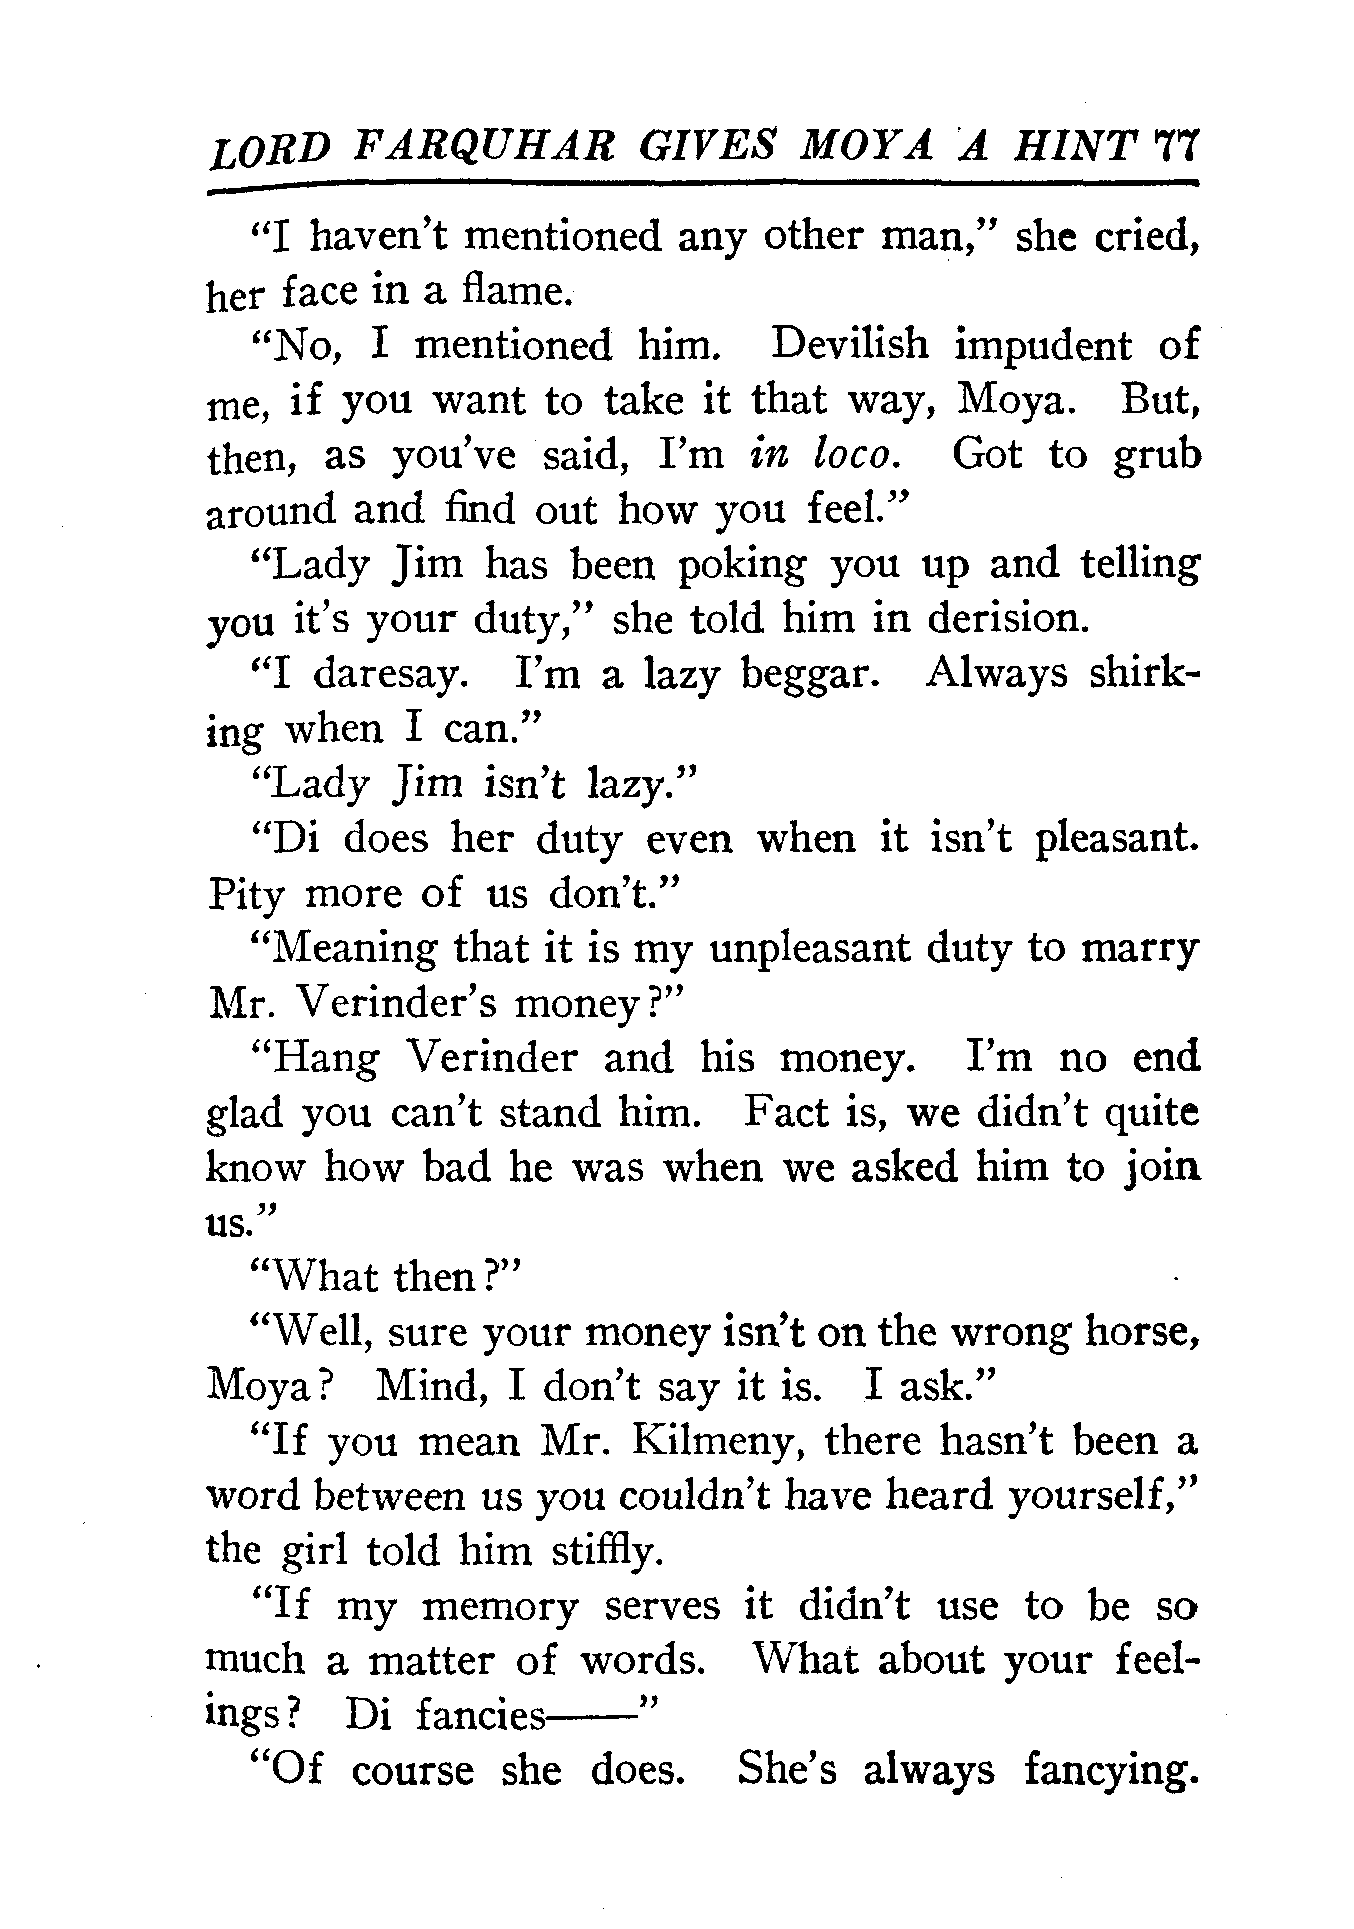 LORD FARQUHAR GIVES MOYA A HINT 77
"I haven't mentioned any other man," she cried,
her face in a flame.
"No, I mentioned him. Devilish impudent of
me, if you want to take it that way, Moya. But,
then, as you've said, I'm in loco. Got to grub
around and find out how you feel."
"Lady Jim has been poking you up and telling
you it's your duty," she told him in derision.
"I daresay. I'm a lazy beggar. Always shirk-
ing when I can."
"Lady Jim isn't lazy."
"Di does her duty even when it isn't pleasant.
Pity more of us don't."
"Meaning that it is my unpleasant duty to marry
Mr. Verinder's money?"
"Hang Verinder and his money. I'm no end
glad you can't stand him. Fact is, we didn't quite
know how bad he was when we asked him to join
us."
"What then?"
"Well, sure your money isn't on the wrong horse,
Moya? Mind, I don't say it is. I ask."
"If you mean Mr. Kilmeny, there hasn't been a
word between us you couldn't have heard yourself,"
the girl told him stiffly.
"If my memory serves it didn't use to be so
much a matter of words. What about your feel-
ings? Di fancies——"
"Of course she does. She's always fancying.